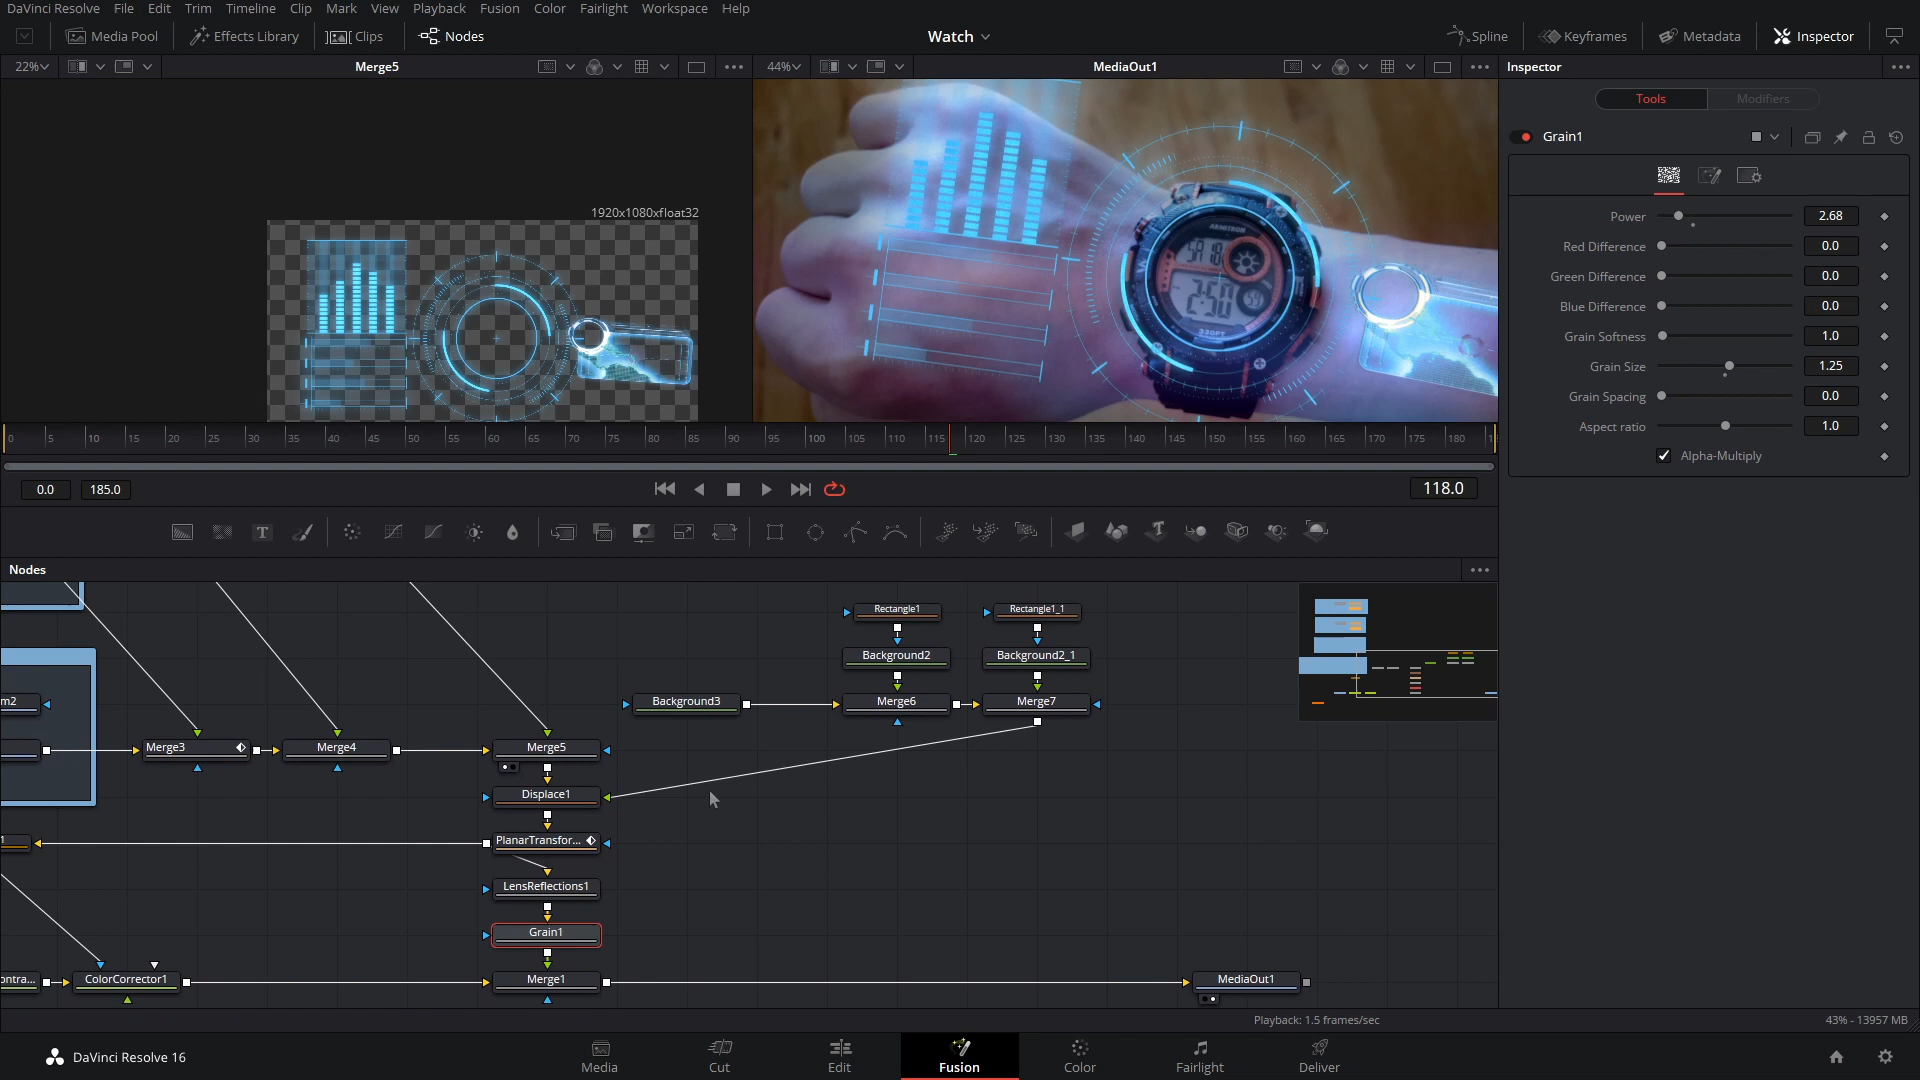 DaVinci Resolve File Edit Trim Timeline Clip Mark View Playback Fusion Color Fairlight Workspace Help
Media Pool Effects Library Clips Nodes Watch Spline Keyframes Metadata Inspector
22% Merge5 44% MediaOut1 Inspector
Tools Modifiers
Grain1
1920x1080xfloat32
Power 2.68
Red Difference 0.0
Green Difference 0.0
Blue Difference 0.0
Grain Softness 1.0
Grain Size 1.25
Grain Spacing 0.0
Aspect ratio 1.0
Alpha-Multiply
ARMITRON
2:50
330FT
0 5 10 15 20 25 30 35 40 45 50 55 60 65 70 75 80 85 90 95 100 105 110 115 120 125 130 135 140 145 150 155 160 165 170 175 180
0.0 185.0 118.0
Nodes
Rectangle1 Rectangle1_1
Background2 Background2_1
m2 Background3 Merge6 Merge7
Merge3 Merge4 Merge5
Displace1
1 PlanarTransfor...
LensReflections1
Grain1
ontra... ColorCorrector1 Merge1 MediaOut1
Playback: 1.5 frames/sec 43% - 13957 MB
DaVinci Resolve 16 Media Cut Edit Fusion Color Fairlight Deliver